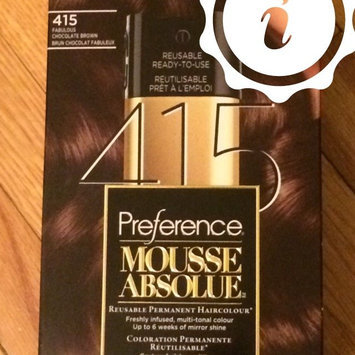 415
FABULOUS
CHOCOLATE BROWN
BRUN CHOCOLAT FABULEUX
i
1
REUSABLE
READY-TO-USE
RÉUTILISABLE
PRÊT À L'EMPLOI
415
Preference
MOUSSE
ABSOLUE
REUSABLE PERMANENT HAIRCOLOUR*
Freshly infused, multi-tonal colour
Up to 6 weeks of mirror shine
COLORATION PERMANENTE
RÉUTILISABLE*